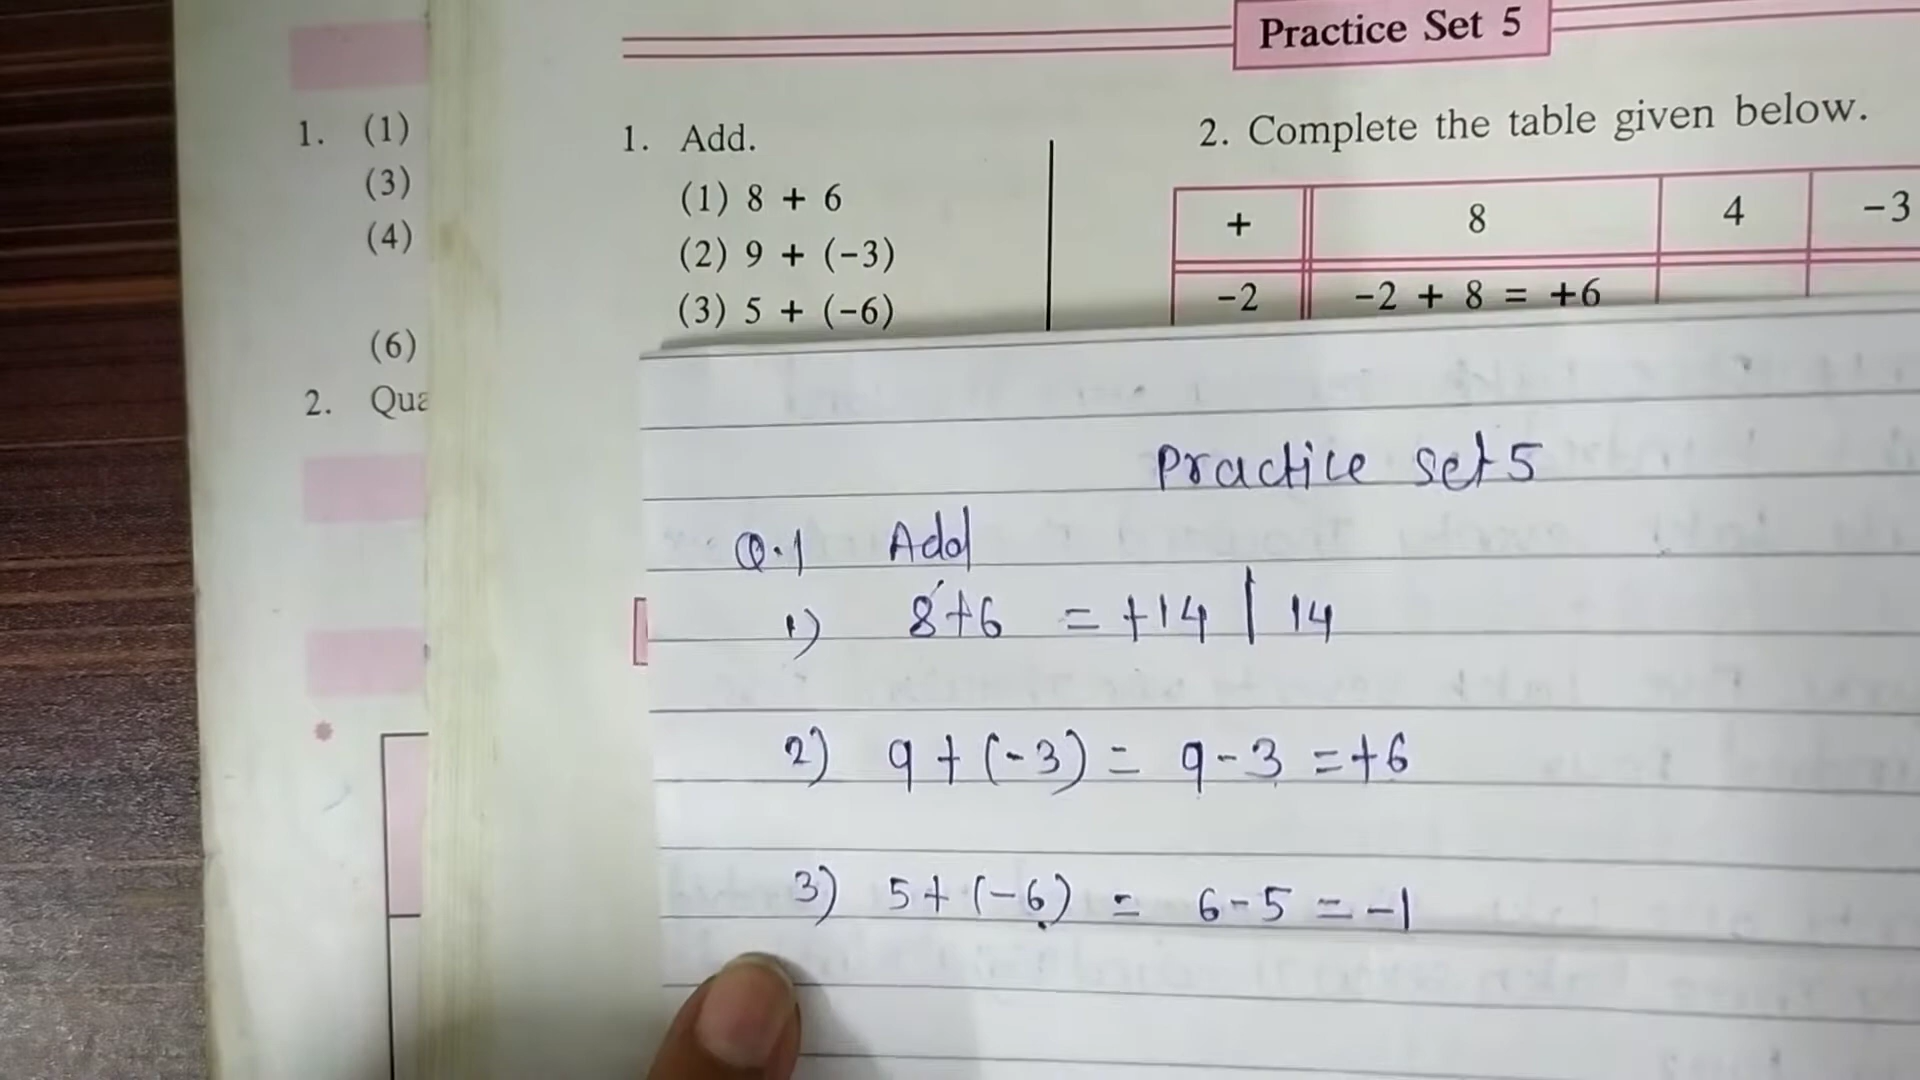 Practice Set 5
1. (1)
(3)
(4)
(6)
2.
1. Add.
(1) 8 + 6
(2) 9 + (-3)
(3) 5 + (-6)
2. Complete the table given below.
+ 8 4 -3
-2 -2 + 8 = +6
Practice set 5
Q.1 Add
1) 8+6 = +14 | 14
2) 9 + (-3) = 9-3 = +6
3) 5+ (-6) = 6-5 = -1